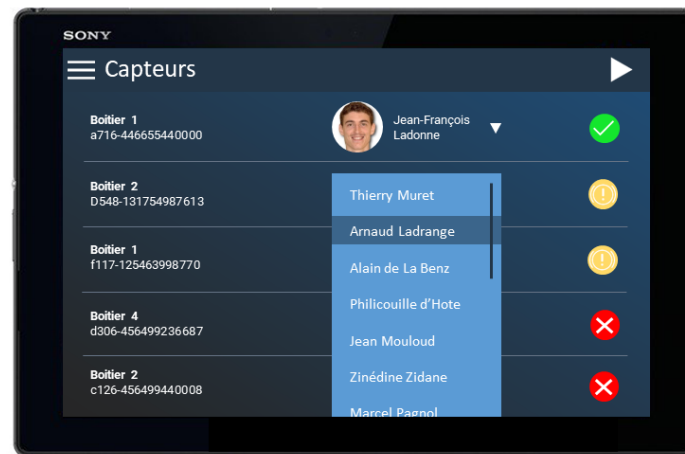 SONY
Capteurs
Boitier 1
a716-446655440000
Jean-François
Ladonne
Boitier 2
D548-131754987613
Thierry Muret
Arnaud Ladrange
Boitier 1
f117-125463998770
Alain de La Benz
Philicouille d'Hote
Boitier 4
d306-456499236687
Jean Mouloud
Boitier 2
c126-456499440008
Zinédine Zidane
Marcel Pagnol